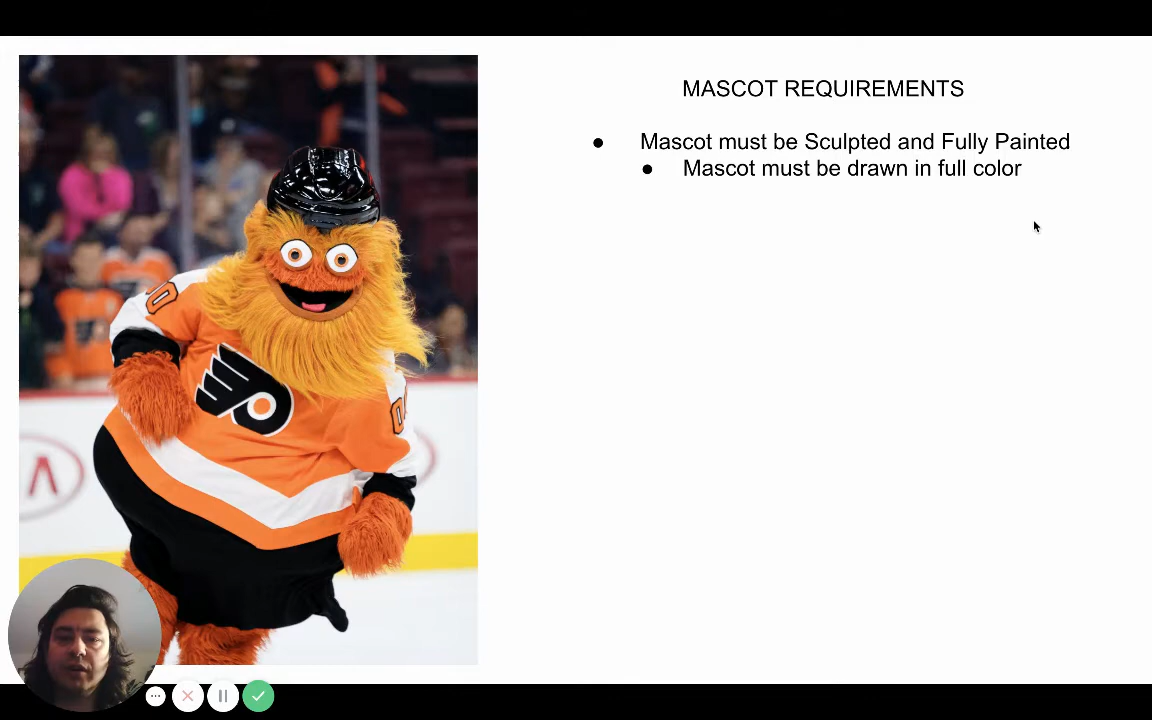 MASCOT REQUIREMENTS
● Mascot must be Sculpted and Fully Painted
● Mascot must be drawn in full color